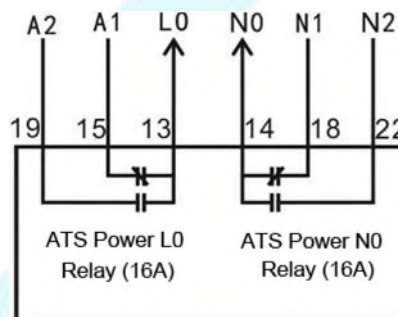 A2 A1 L0 N0 N1 N2
19 15 13 14 18 22
ATS Power L0 ATS Power N0
Relay (16A) Relay (16A)